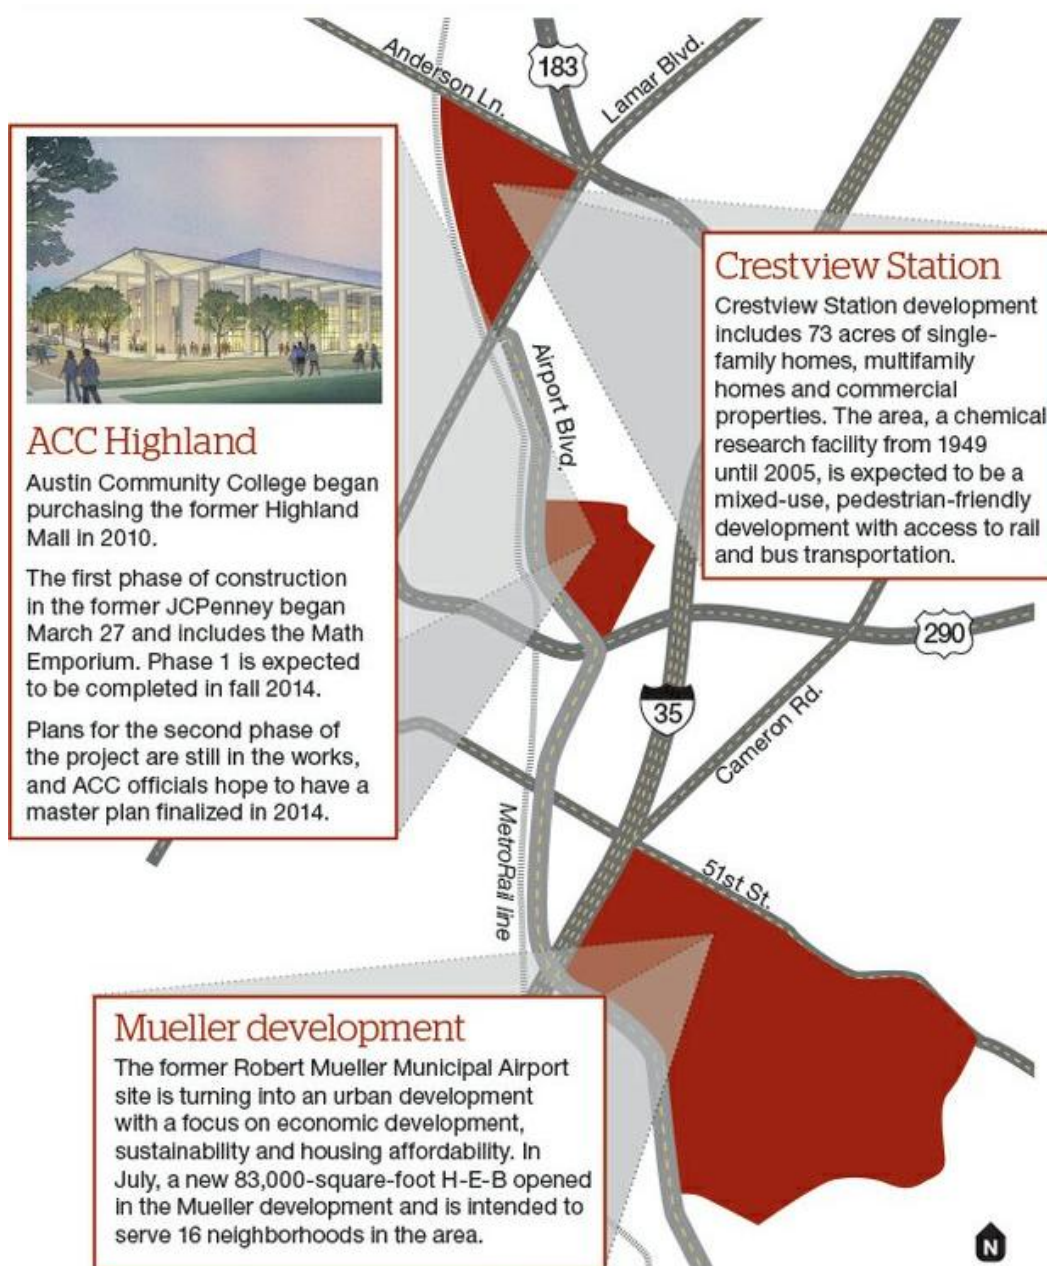 Anderson Ln.
183
Lamar Blvd.
Crestview Station
Crestview Station development
includes 73 acres of single-
family homes, multifamily
homes and commercial
properties. The area, a chemical
research facility from 1949
until 2005, is expected to be a
mixed-use, pedestrian-friendly
development with access to rail
and bus transportation.
Airport Blvd.
ACC Highland
Austin Community College began
purchasing the former Highland
Mall in 2010.
The first phase of construction
in the former JCPenney began
March 27 and includes the Math
Emporium. Phase 1 is expected
to be completed in fall 2014.
Plans for the second phase of
the project are still in the works,
and ACC officials hope to have a
master plan finalized in 2014.
290
35
Cameron Rd.
MetroRail line
51st St.
Mueller development
The former Robert Mueller Municipal Airport
site is turning into an urban development
with a focus on economic development,
sustainability and housing affordability. In
July, a new 83,000-square-foot H-E-B opened
in the Mueller development and is intended to
serve 16 neighborhoods in the area.
N